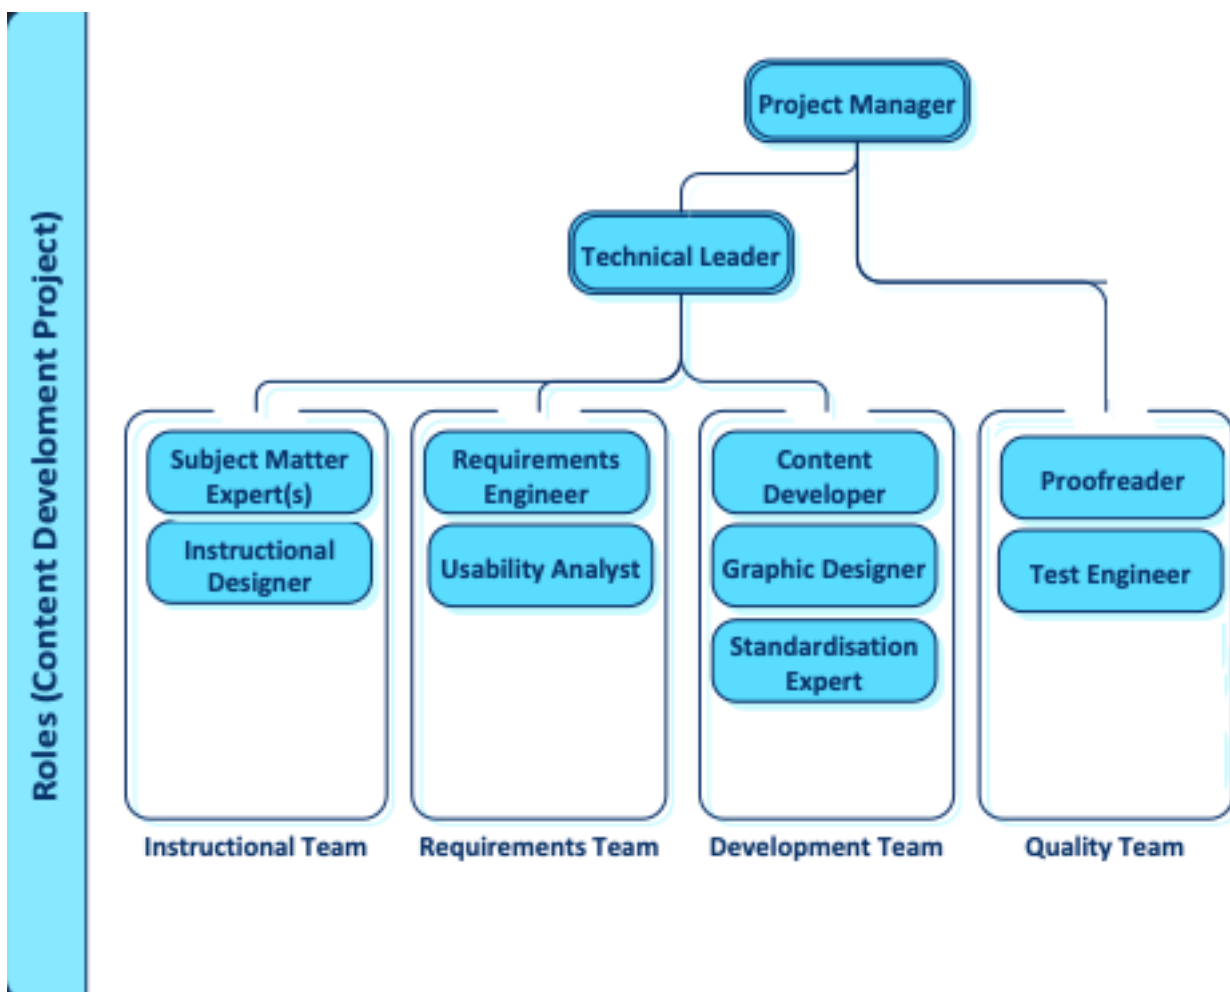 Roles (Content Develoment Project)
Project Manager
Technical Leader
Subject Matter
Expert(s)
Instructional
Designer
Instructional Team
Requirements
Engineer
Usability Analyst
Requirements Team
Content
Developer
Graphic Designer
Standardisation
Expert
Development Team
Proofreader
Test Engineer
Quality Team